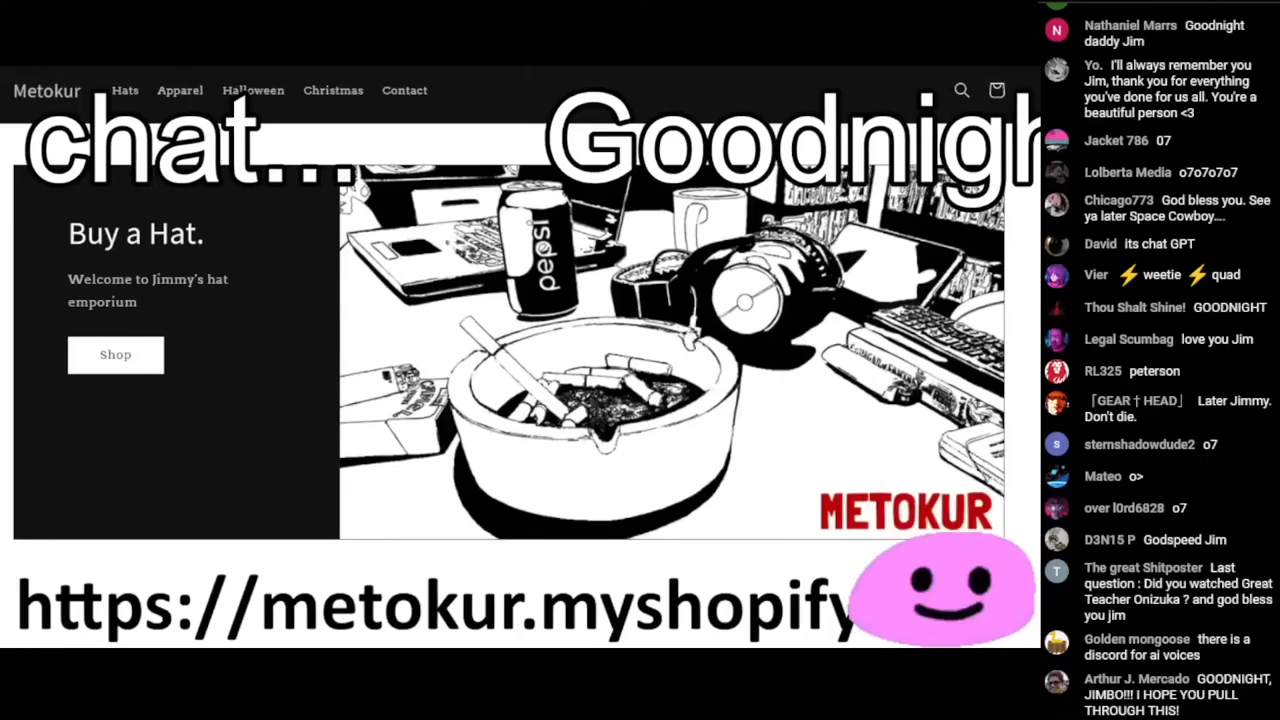 Metokur
Hats
Apparel
Halloween
Christmas
Contact
chat...
Goodnigh
Buy a Hat.
Welcome to Jimmy's hat
emporium
Shop
pepsi
METOKUR
https://metokur.myshopify
N
Nathaniel Marrs Goodnight
daddy Jim
Yo. I'll always remember you
Jim, thank you for everything
you've done for us all. You're a
beautiful person <3
Jacket 786 07
Lolberta Media o7o7o7o7
Chicago773 God bless you. See
ya later Space Cowboy....
David its chat GPT
Vier ⚡ weetie ⚡ quad
Thou Shalt Shine! GOODNIGHT
Legal Scumbag love you Jim
RL325 peterson
「GEAR † HEAD」 Later Jimmy.
Don't die.
S
sternshadowdude2 o7
Mateo o>
over l0rd6828 o7
D3N15 P Godspeed Jim
T
The great Shitposter Last
question : Did you watched Great
Teacher Onizuka ? and god bless
you jim
Golden mongoose there is a
discord for ai voices
Arthur J. Mercado GOODNIGHT,
JIMBO!!! I HOPE YOU PULL
THROUGH THIS!